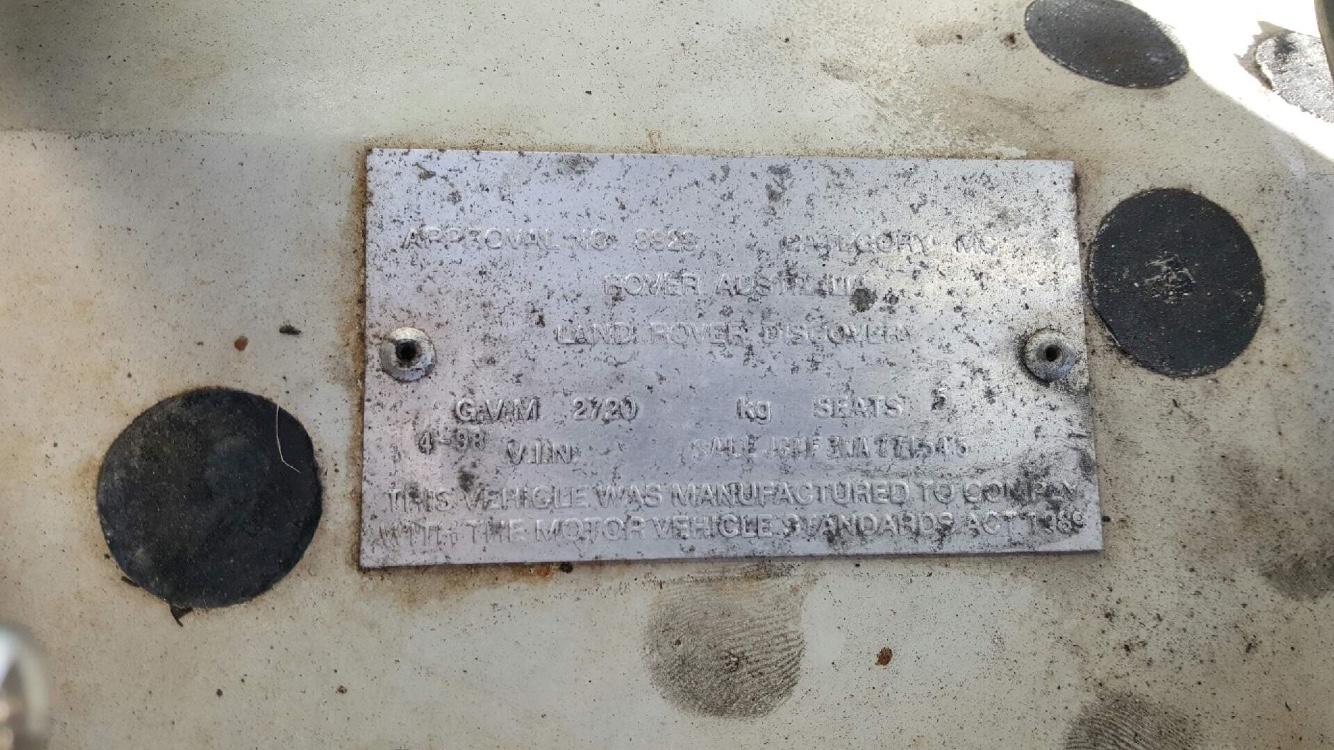 APPROVAL NO CATEGORY MC
ROVER AUSTRALIA
LAND ROVER DISCOVERY
GVM 2720 kg SEATS 5
4-98 VIN
THIS VEHICLE WAS MANUFACTURED TO COMPLY
WITH THE MOTOR VEHICLE STANDARDS ACT 1989